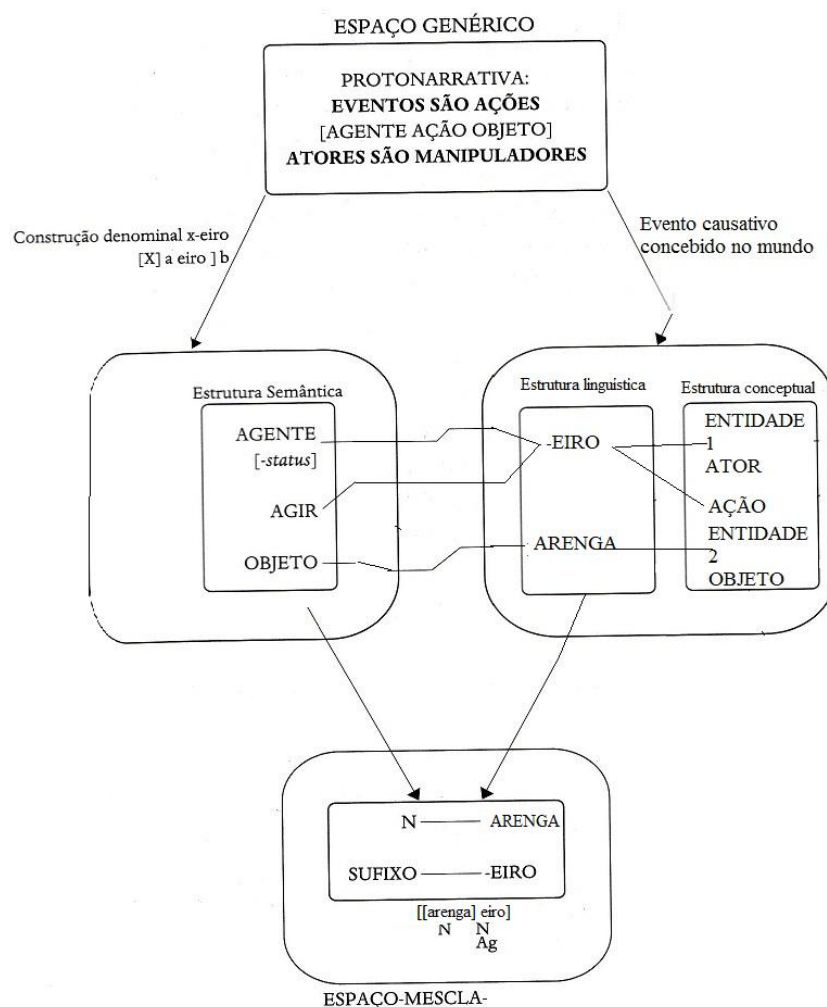 ESPAÇO GENÉRICO
PROTONARRATIVA:
EVENTOS SÃO AÇÕES
[AGENTE AÇÃO OBJETO]
ATORES SÃO MANIPULADORES
Construção denominal x-eiro
[X] a eiro ] b
Evento causativo
concebido no mundo
Estrutura Semântica
AGENTE
[-status]
AGIR
OBJETO
Estrutura linguistica
-EIRO
ARENGA
Estrutura conceptual
ENTIDADE
1
ATOR
AÇÃO
ENTIDADE
2
OBJETO
N ARENGA
SUFIXO -EIRO
[[arenga] eiro]
N N
Ag
ESPAÇO-MESCLA-